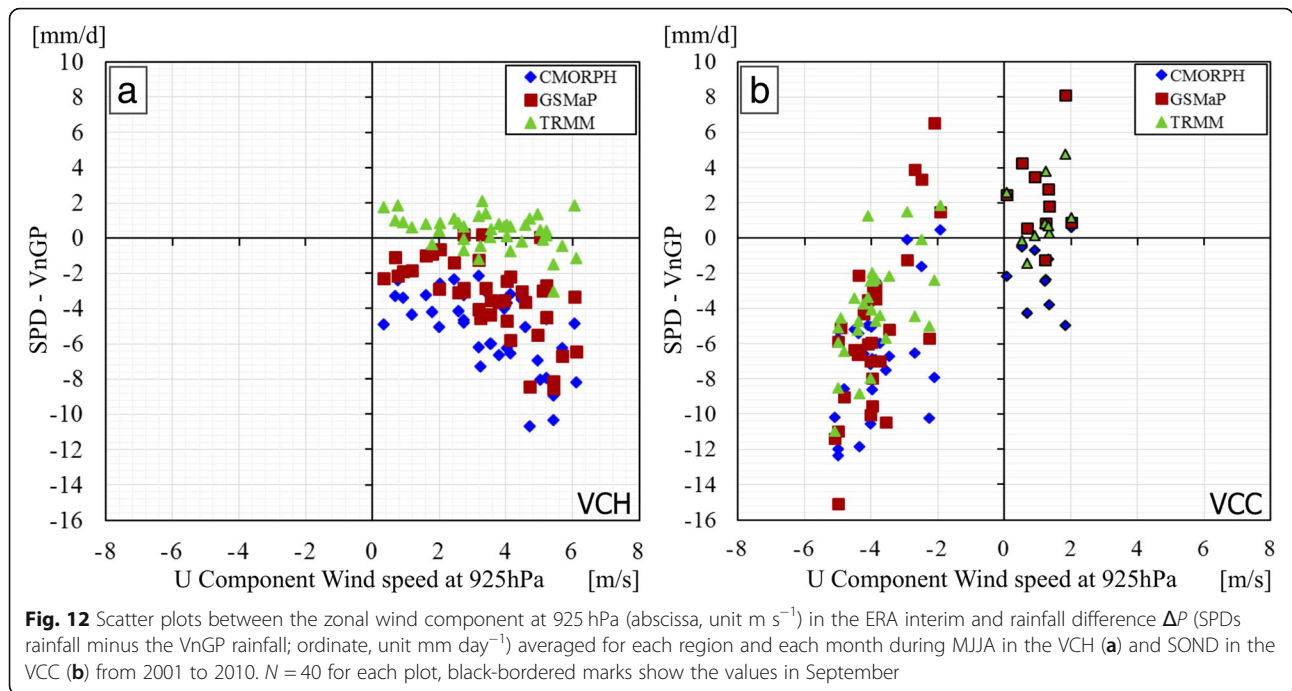 [mm/d]
10
8
6
4
2
0
-2
-4
-6
-8
-10
-12
-14
-16
SPD - VnGP
a
CMORPH
GSMaP
TRMM
VCH
-8 -6 -4 -2 0 2 4 6 8
U Component Wind speed at 925hPa [m/s]
[mm/d]
10
8
6
4
2
0
-2
-4
-6
-8
-10
-12
-14
-16
SPD - VnGP
b
CMORPH
GSMaP
TRMM
VCC
-8 -6 -4 -2 0 2 4 6 8
U Component Wind speed at 925hPa [m/s]
Fig. 12 Scatter plots between the zonal wind component at 925 hPa (abscissa, unit m s⁻¹) in the ERA interim and rainfall difference ΔP (SPDs
rainfall minus the VnGP rainfall; ordinate, unit mm day⁻¹) averaged for each region and each month during MJJA in the VCH (a) and SOND in the
VCC (b) from 2001 to 2010. N = 40 for each plot, black-bordered marks show the values in September